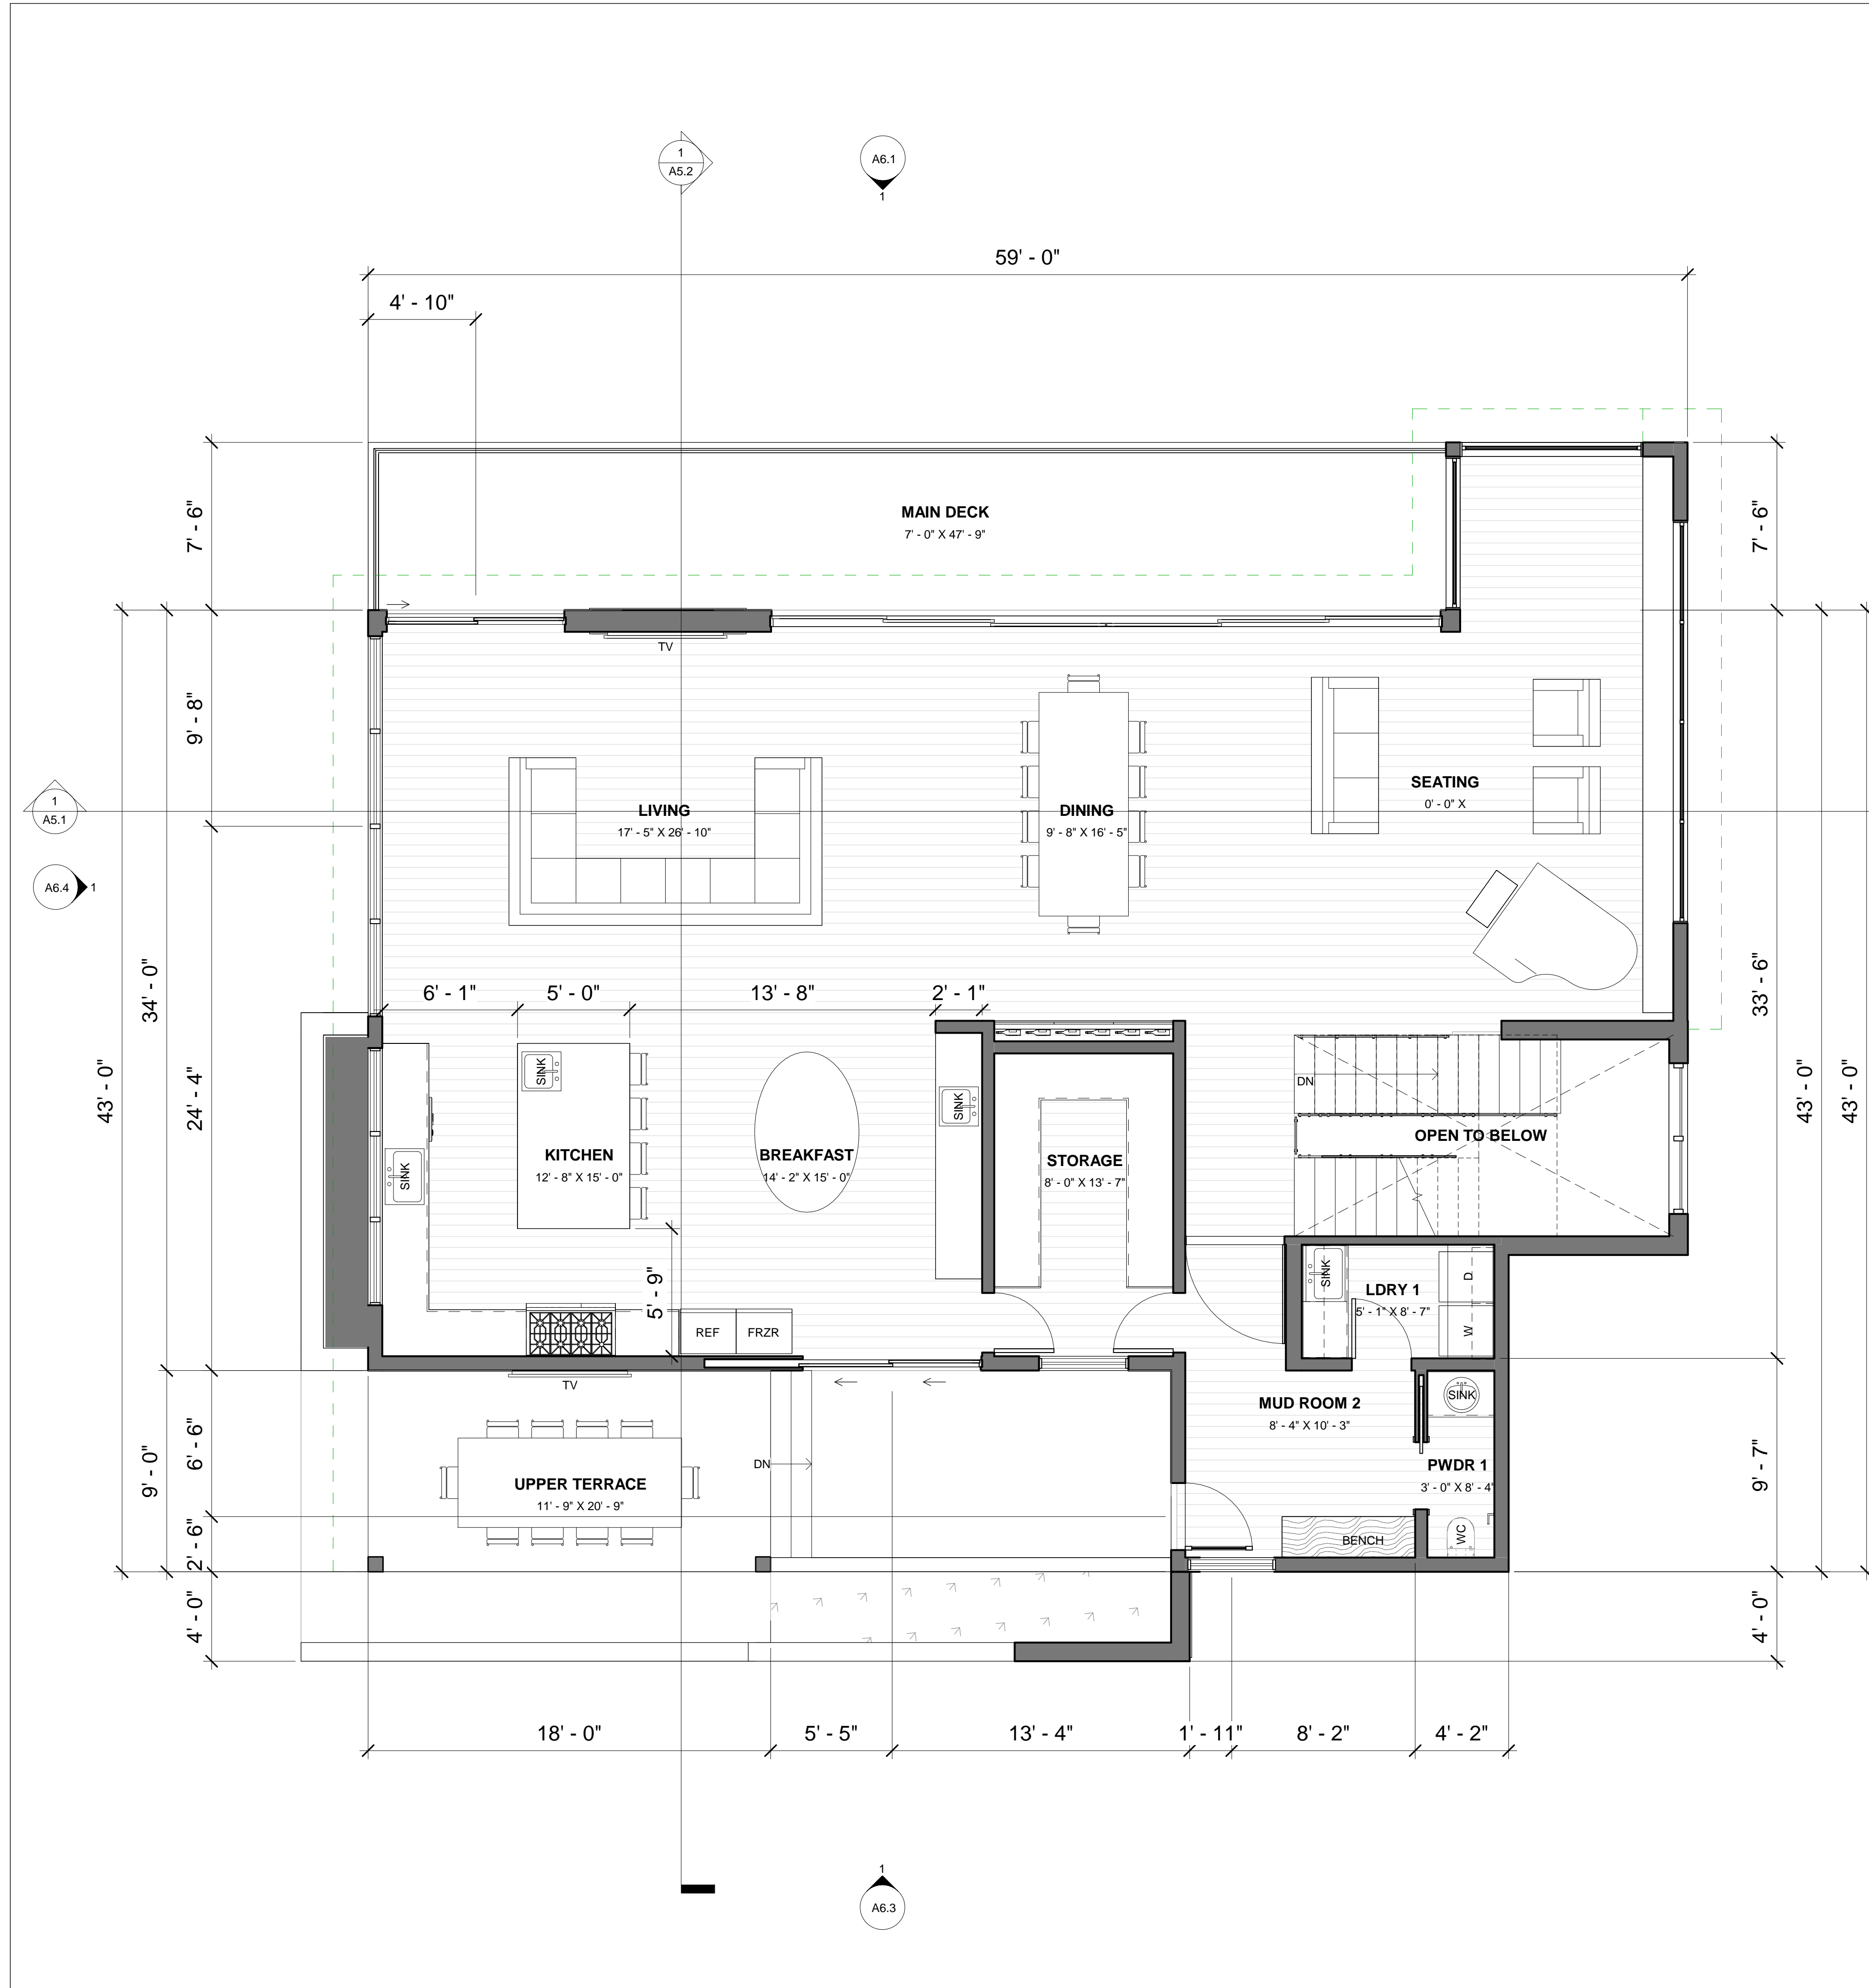 1
A5.2
A6.1
1
59' - 0"
4' - 10"
7' - 6"
MAIN DECK
7' - 0" X 47' - 9"
7' - 6"
TV
9' - 8"
1
A5.1
LIVING
17' - 5" X 26' - 10"
DINING
9' - 8" X 16' - 5"
SEATING
0' - 0" X
A6.4
1
34' - 0"
33' - 6"
6' - 1"
5' - 0"
13' - 8"
2' - 1"
43' - 0"
24' - 4"
SINK
SINK
SINK
DN
OPEN TO BELOW
43' - 0"
43' - 0"
KITCHEN
12' - 8" X 15' - 0"
BREAKFAST
14' - 2" X 15' - 0"
STORAGE
8' - 0" X 13' - 7"
5' - 9"
SINK
LDRY 1
5' - 1" X 8' - 7"
D
W
REF
FRZR
TV
MUD ROOM 2
8' - 4" X 10' - 3"
SINK
9' - 0"
6' - 6"
DN
UPPER TERRACE
11' - 9" X 20' - 9"
PWDR 1
3' - 0" X 8' - 4"
9' - 7"
2' - 6"
BENCH
WC
4' - 0"
4' - 0"
18' - 0"
5' - 5"
13' - 4"
1' - 11"
8' - 2"
4' - 2"
1
A6.3